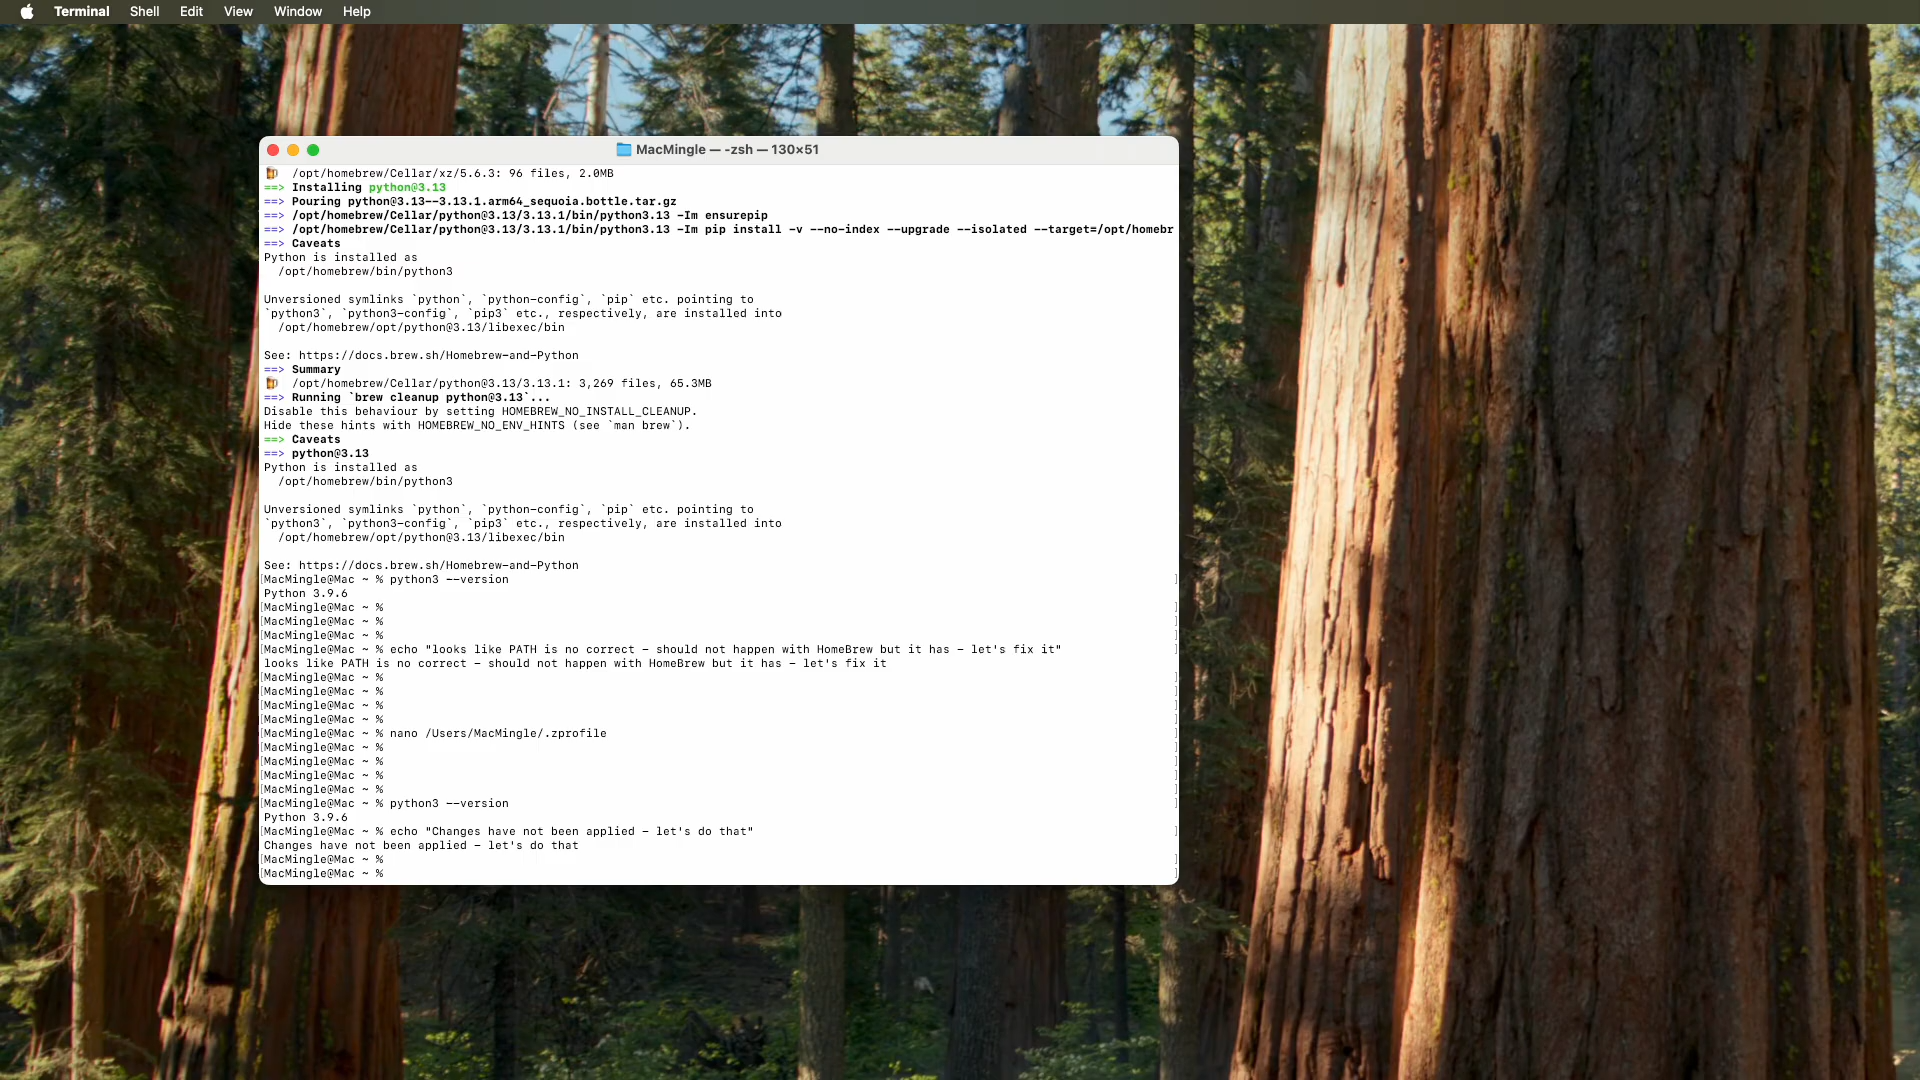 Terminal Shell Edit View Window Help
MacMingle — -zsh — 130×51
/opt/homebrew/Cellar/xz/5.6.3: 96 files, 2.0MB
==> Installing python@3.13
==> Pouring python@3.13--3.13.1.arm64_sequoia.bottle.tar.gz
==> /opt/homebrew/Cellar/python@3.13/3.13.1/bin/python3.13 -Im ensurepip
==> /opt/homebrew/Cellar/python@3.13/3.13.1/bin/python3.13 -Im pip install -v --no-index --upgrade --isolated --target=/opt/homebr
==> Caveats
Python is installed as
  /opt/homebrew/bin/python3

Unversioned symlinks `python`, `python-config`, `pip` etc. pointing to
`python3`, `python3-config`, `pip3` etc., respectively, are installed into
  /opt/homebrew/opt/python@3.13/libexec/bin

See: https://docs.brew.sh/Homebrew-and-Python
==> Summary
/opt/homebrew/Cellar/python@3.13/3.13.1: 3,269 files, 65.3MB
==> Running `brew cleanup python@3.13`...
Disable this behaviour by setting HOMEBREW_NO_INSTALL_CLEANUP.
Hide these hints with HOMEBREW_NO_ENV_HINTS (see `man brew`).
==> Caveats
==> python@3.13
Python is installed as
  /opt/homebrew/bin/python3

Unversioned symlinks `python`, `python-config`, `pip` etc. pointing to
`python3`, `python3-config`, `pip3` etc., respectively, are installed into
  /opt/homebrew/opt/python@3.13/libexec/bin

See: https://docs.brew.sh/Homebrew-and-Python
[MacMingle@Mac ~ % python3 --version ]
Python 3.9.6
[MacMingle@Mac ~ % ]
[MacMingle@Mac ~ % ]
[MacMingle@Mac ~ % ]
[MacMingle@Mac ~ % echo "looks like PATH is no correct - should not happen with HomeBrew but it has - let's fix it" ]
looks like PATH is no correct - should not happen with HomeBrew but it has - let's fix it
[MacMingle@Mac ~ % ]
[MacMingle@Mac ~ % ]
[MacMingle@Mac ~ % ]
[MacMingle@Mac ~ % ]
[MacMingle@Mac ~ % nano /Users/MacMingle/.zprofile ]
[MacMingle@Mac ~ % ]
[MacMingle@Mac ~ % ]
[MacMingle@Mac ~ % ]
[MacMingle@Mac ~ % ]
[MacMingle@Mac ~ % python3 --version ]
Python 3.9.6
[MacMingle@Mac ~ % echo "Changes have not been applied - let's do that" ]
Changes have not been applied - let's do that
[MacMingle@Mac ~ % ]
[MacMingle@Mac ~ % ]